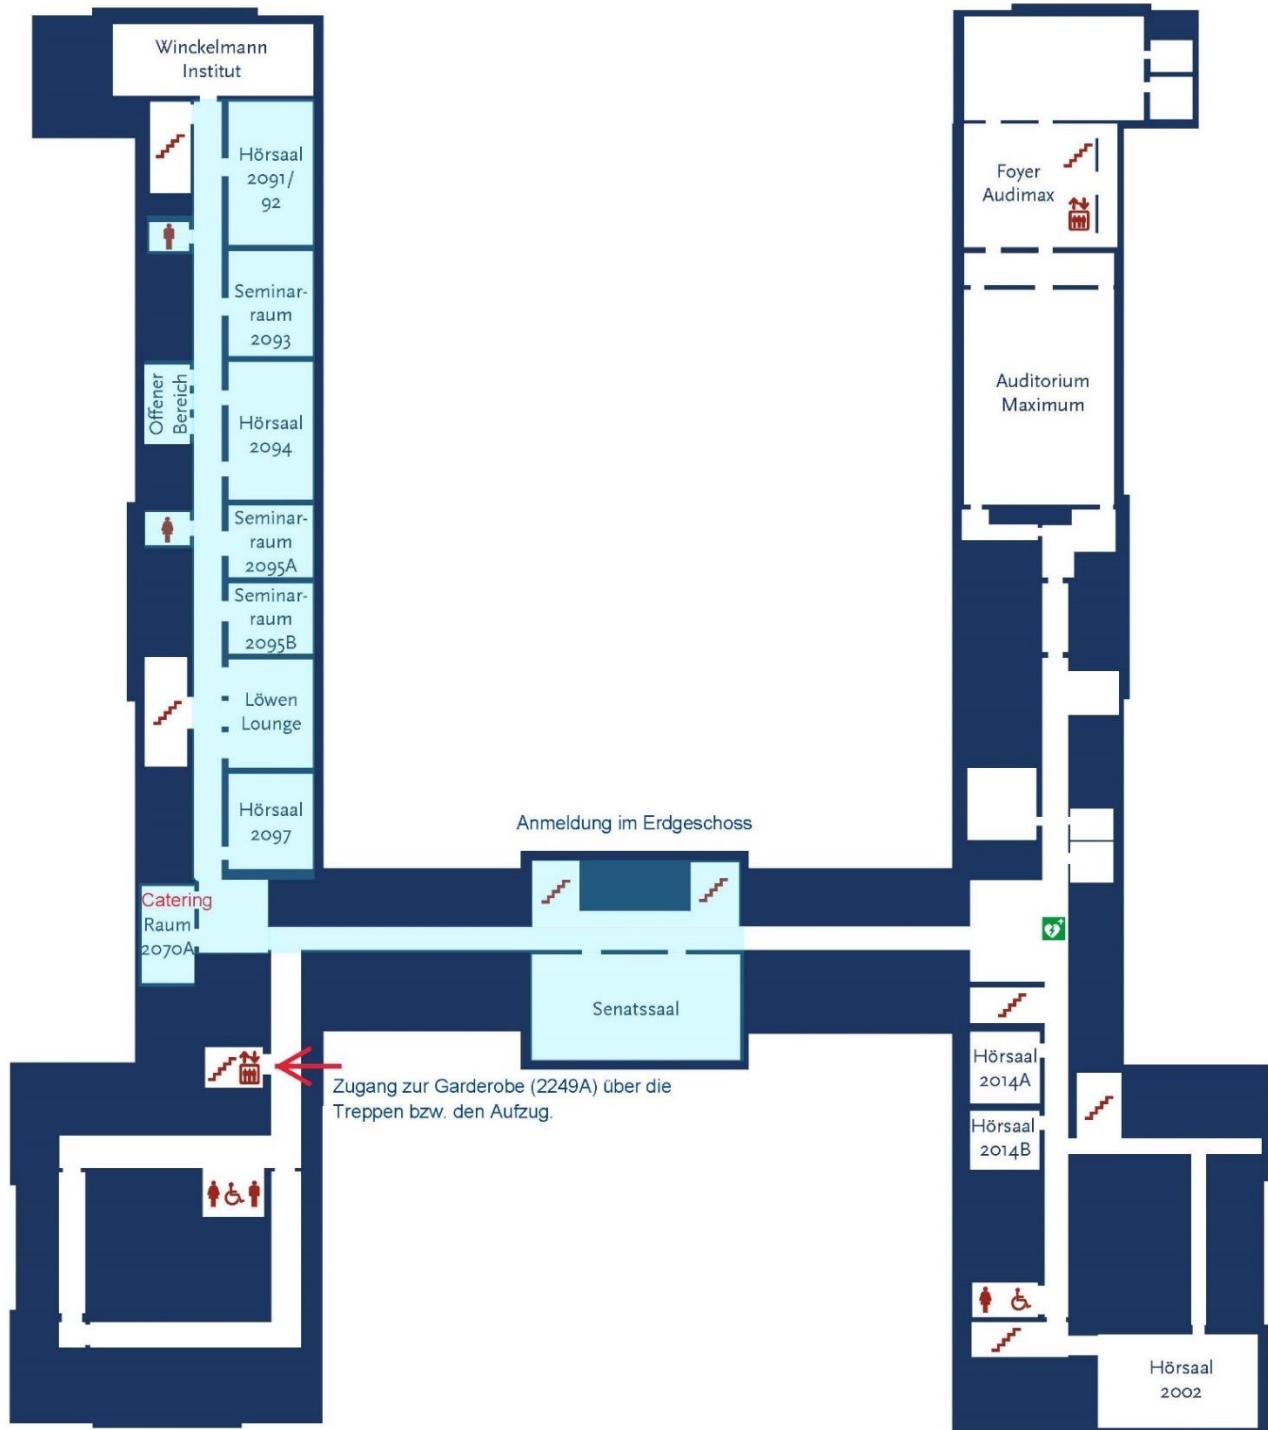 Winckelmann
Institut
Hörsaal
2091/
92
Seminar-
raum
2093
Offener
Bereich
Hörsaal
2094
Seminar-
raum
2095A
Seminar-
raum
2095B
Löwen
Lounge
Hörsaal
2097
Catering
Raum
2070A
Anmeldung im Erdgeschoss
Senatssaal
Zugang zur Garderobe (2249A) über die
Treppen bzw. den Aufzug.
Foyer
Audimax
Auditorium
Maximum
Hörsaal
2014A
Hörsaal
2014B
Hörsaal
2002